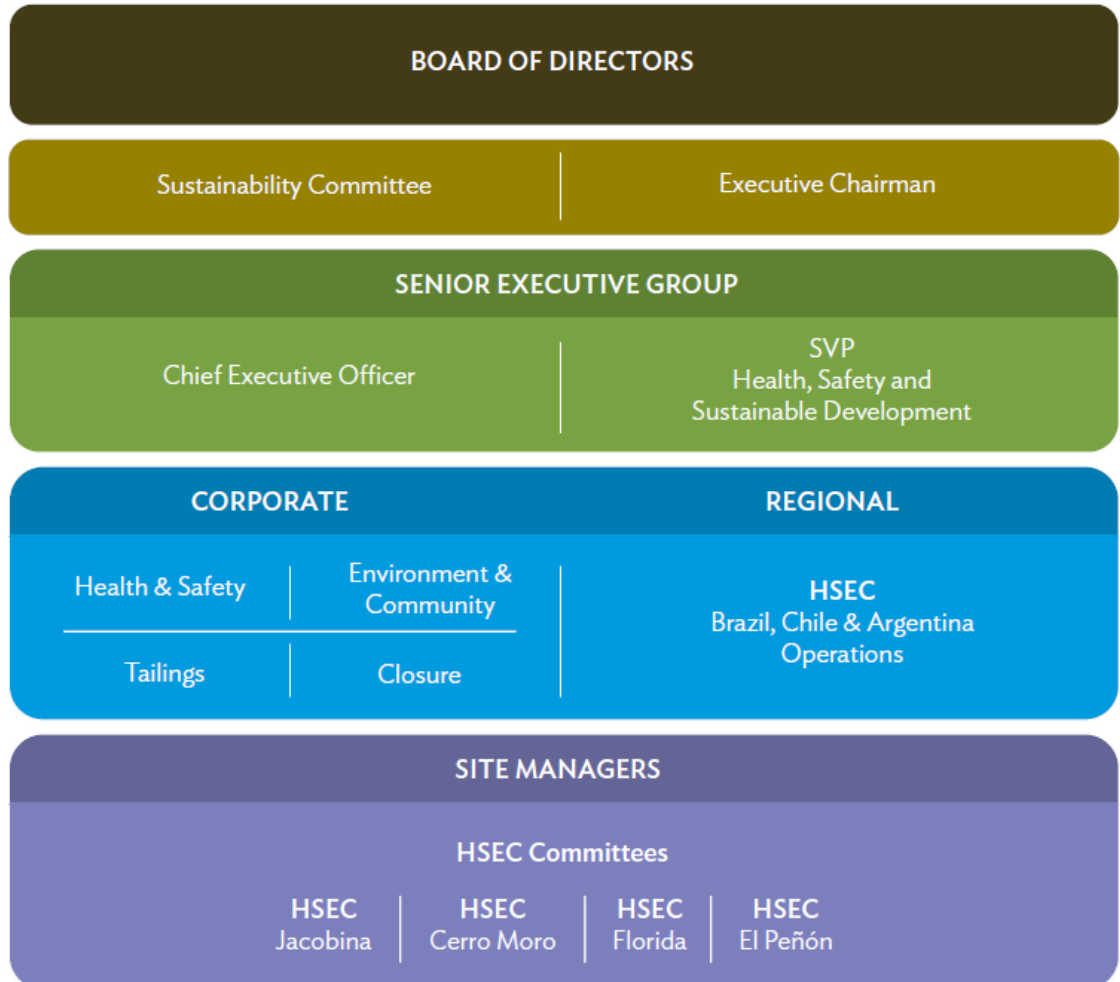 BOARD OF DIRECTORS
Sustainability Committee
Executive Chairman
SENIOR EXECUTIVE GROUP
Chief Executive Officer
SVP
Health, Safety and
Sustainable Development
CORPORATE
Health & Safety
Environment &
Community
Tailings
Closure
REGIONAL
HSEC
Brazil, Chile & Argentina
Operations
SITE MANAGERS
HSEC Committees
HSEC
Jacobina
HSEC
Cerro Moro
HSEC
Florida
HSEC
El Peñón